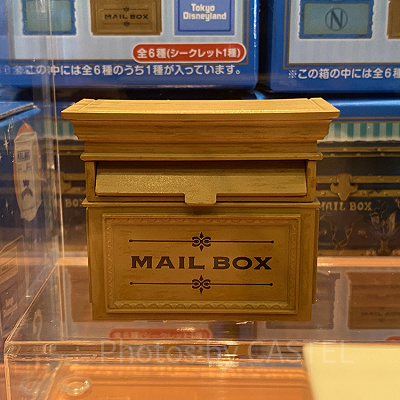 MAIL BOX
Tokyo
Disneyland
N
全6種(シークレット1種)
この中には全6種のうち1種が入っています。
※この箱の中には全6種
MAIL BOX
MAIL BOX
Photos by CASTEL